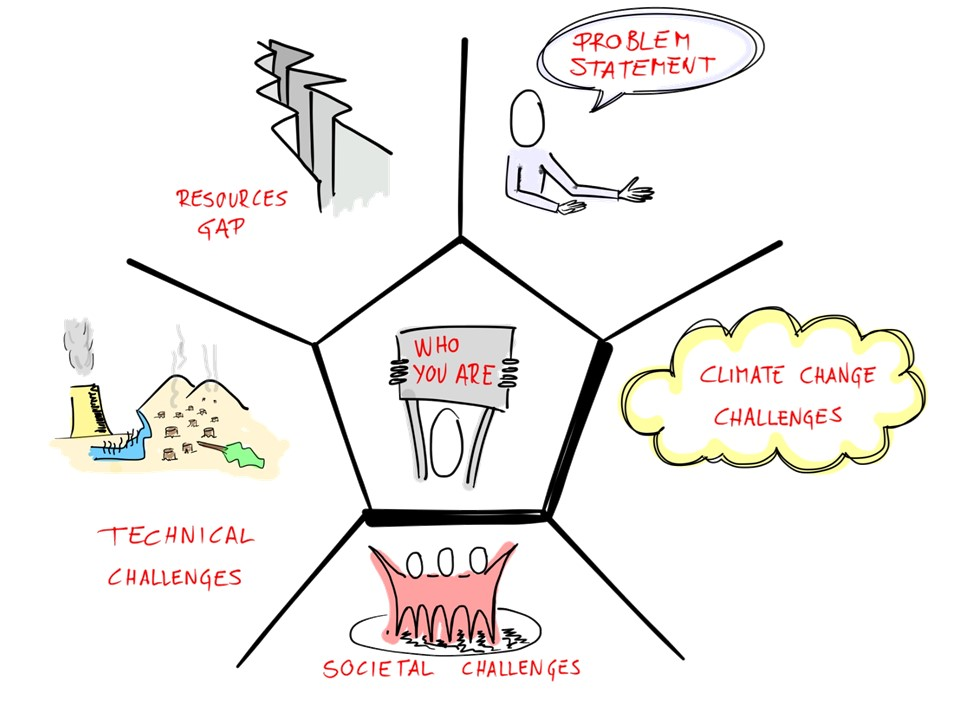 PROBLEM
STATEMENT
RESOURCES
GAP
WHO
YOU ARE
CLIMATE CHANGE
CHALLENGES
TECHNICAL
CHALLENGES
SOCIETAL CHALLENGES